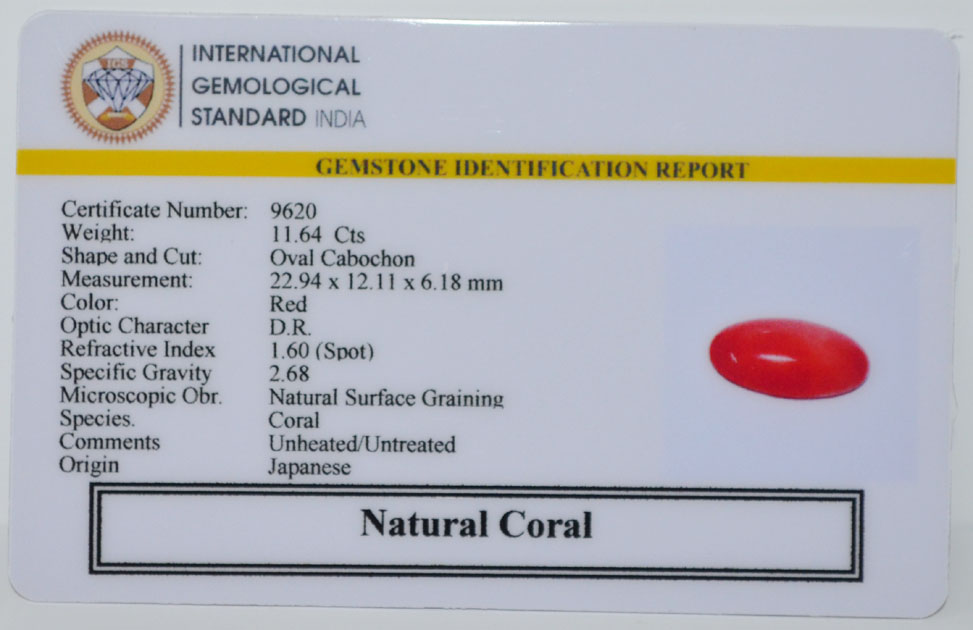 IGS
INTERNATIONAL
GEMOLOGICAL
STANDARD INDIA
GEMSTONE IDENTIFICATION REPORT
Certificate Number: 9620
Weight: 11.64 Cts
Shape and Cut: Oval Cabochon
Measurement: 22.94 x 12.11 x 6.18 mm
Color: Red
Optic Character D.R.
Refractive Index 1.60 (Spot)
Specific Gravity 2.68
Microscopic Obr. Natural Surface Graining
Species. Coral
Comments Unheated/Untreated
Origin Japanese
Natural Coral